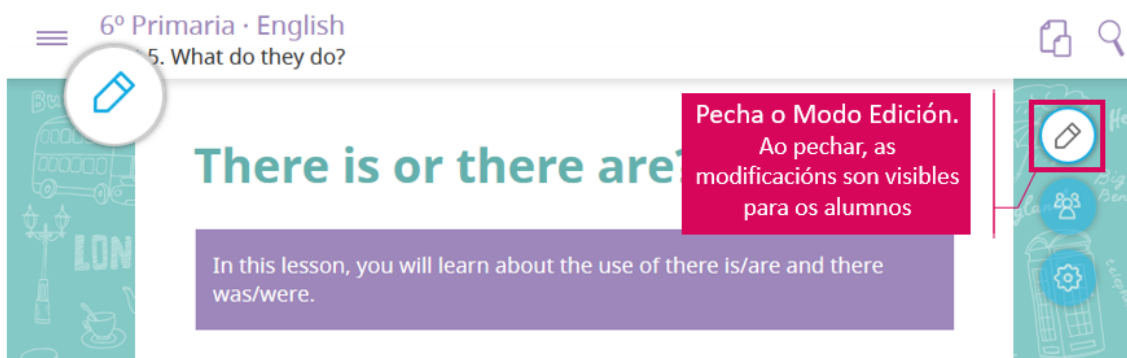 6º Primaria · English
5. What do they do?
Pecha o Modo Edición.
Ao pechar, as
modificacións son visibles
para os alumnos
There is or there are?
In this lesson, you will learn about the use of there is/are and there
was/were.
LON